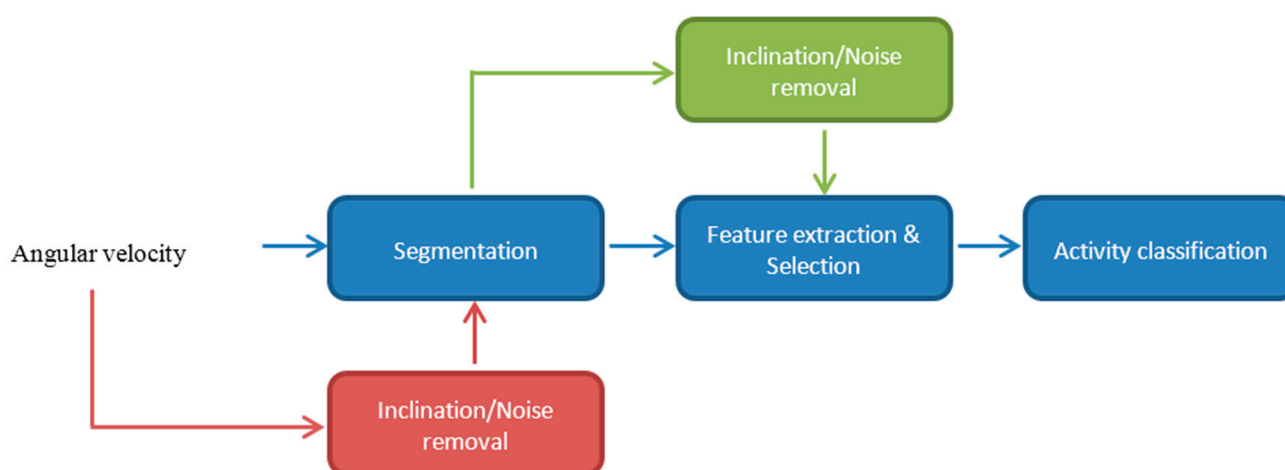 Inclination/Noise
removal
Angular velocity
Segmentation
Feature extraction &
Selection
Activity classification
Inclination/Noise
removal